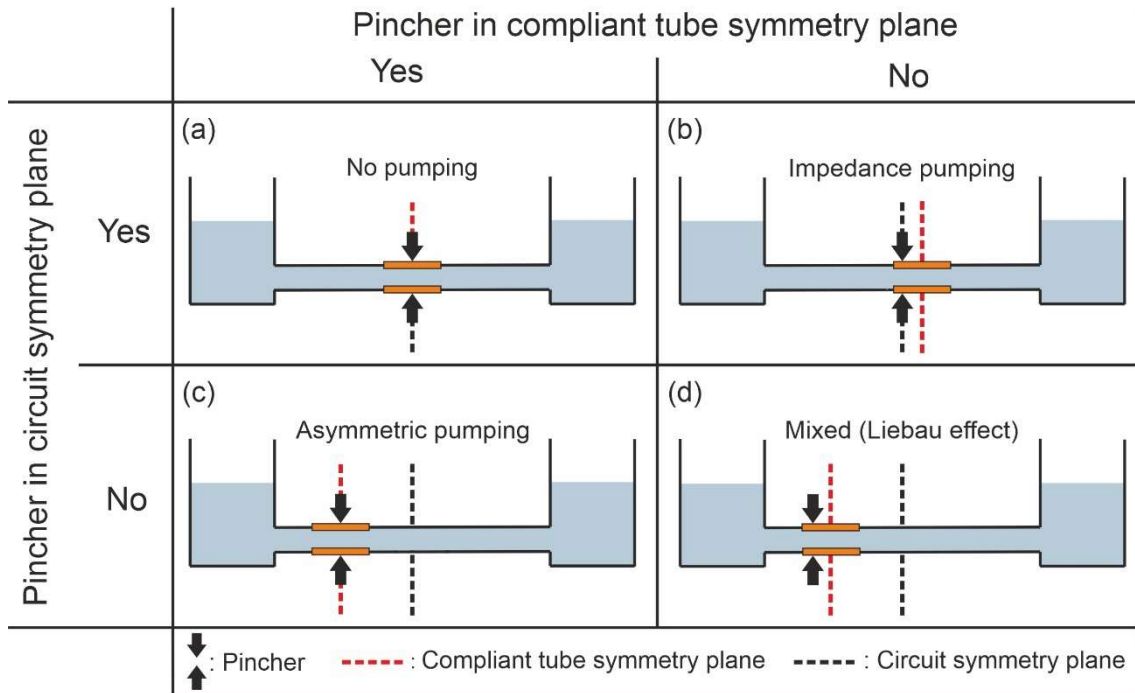 Pincher in compliant tube symmetry plane
Yes
No
Pincher in circuit symmetry plane
Yes
(a)
No pumping
(b)
Impedance pumping
No
(c)
Asymmetric pumping
(d)
Mixed (Liebau effect)
: Pincher
: Compliant tube symmetry plane
: Circuit symmetry plane